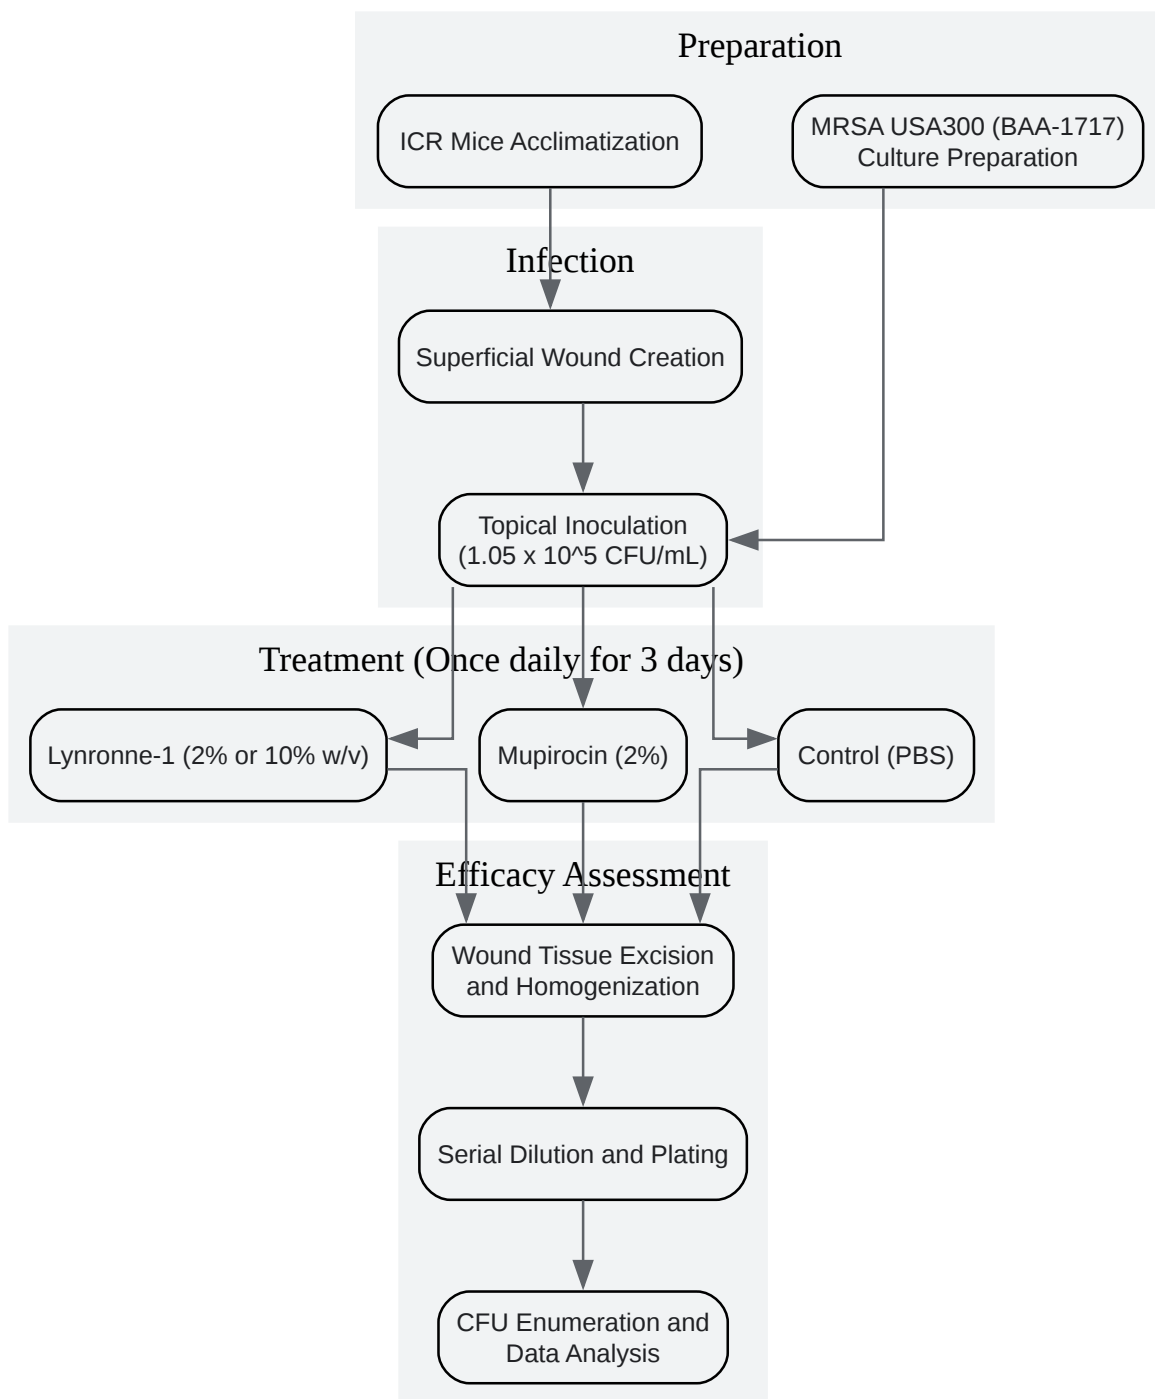 Preparation
ICR Mice Acclimatization
MRSA USA300 (BAA-1717)
Culture Preparation
Infection
Superficial Wound Creation
Topical Inoculation
(1.05 x 10^5 CFU/mL)
Treatment (Once daily for 3 days)
Lynronne-1 (2% or 10% w/v)
Mupirocin (2%)
Control (PBS)
Efficacy Assessment
Wound Tissue Excision
and Homogenization
Serial Dilution and Plating
CFU Enumeration and
Data Analysis